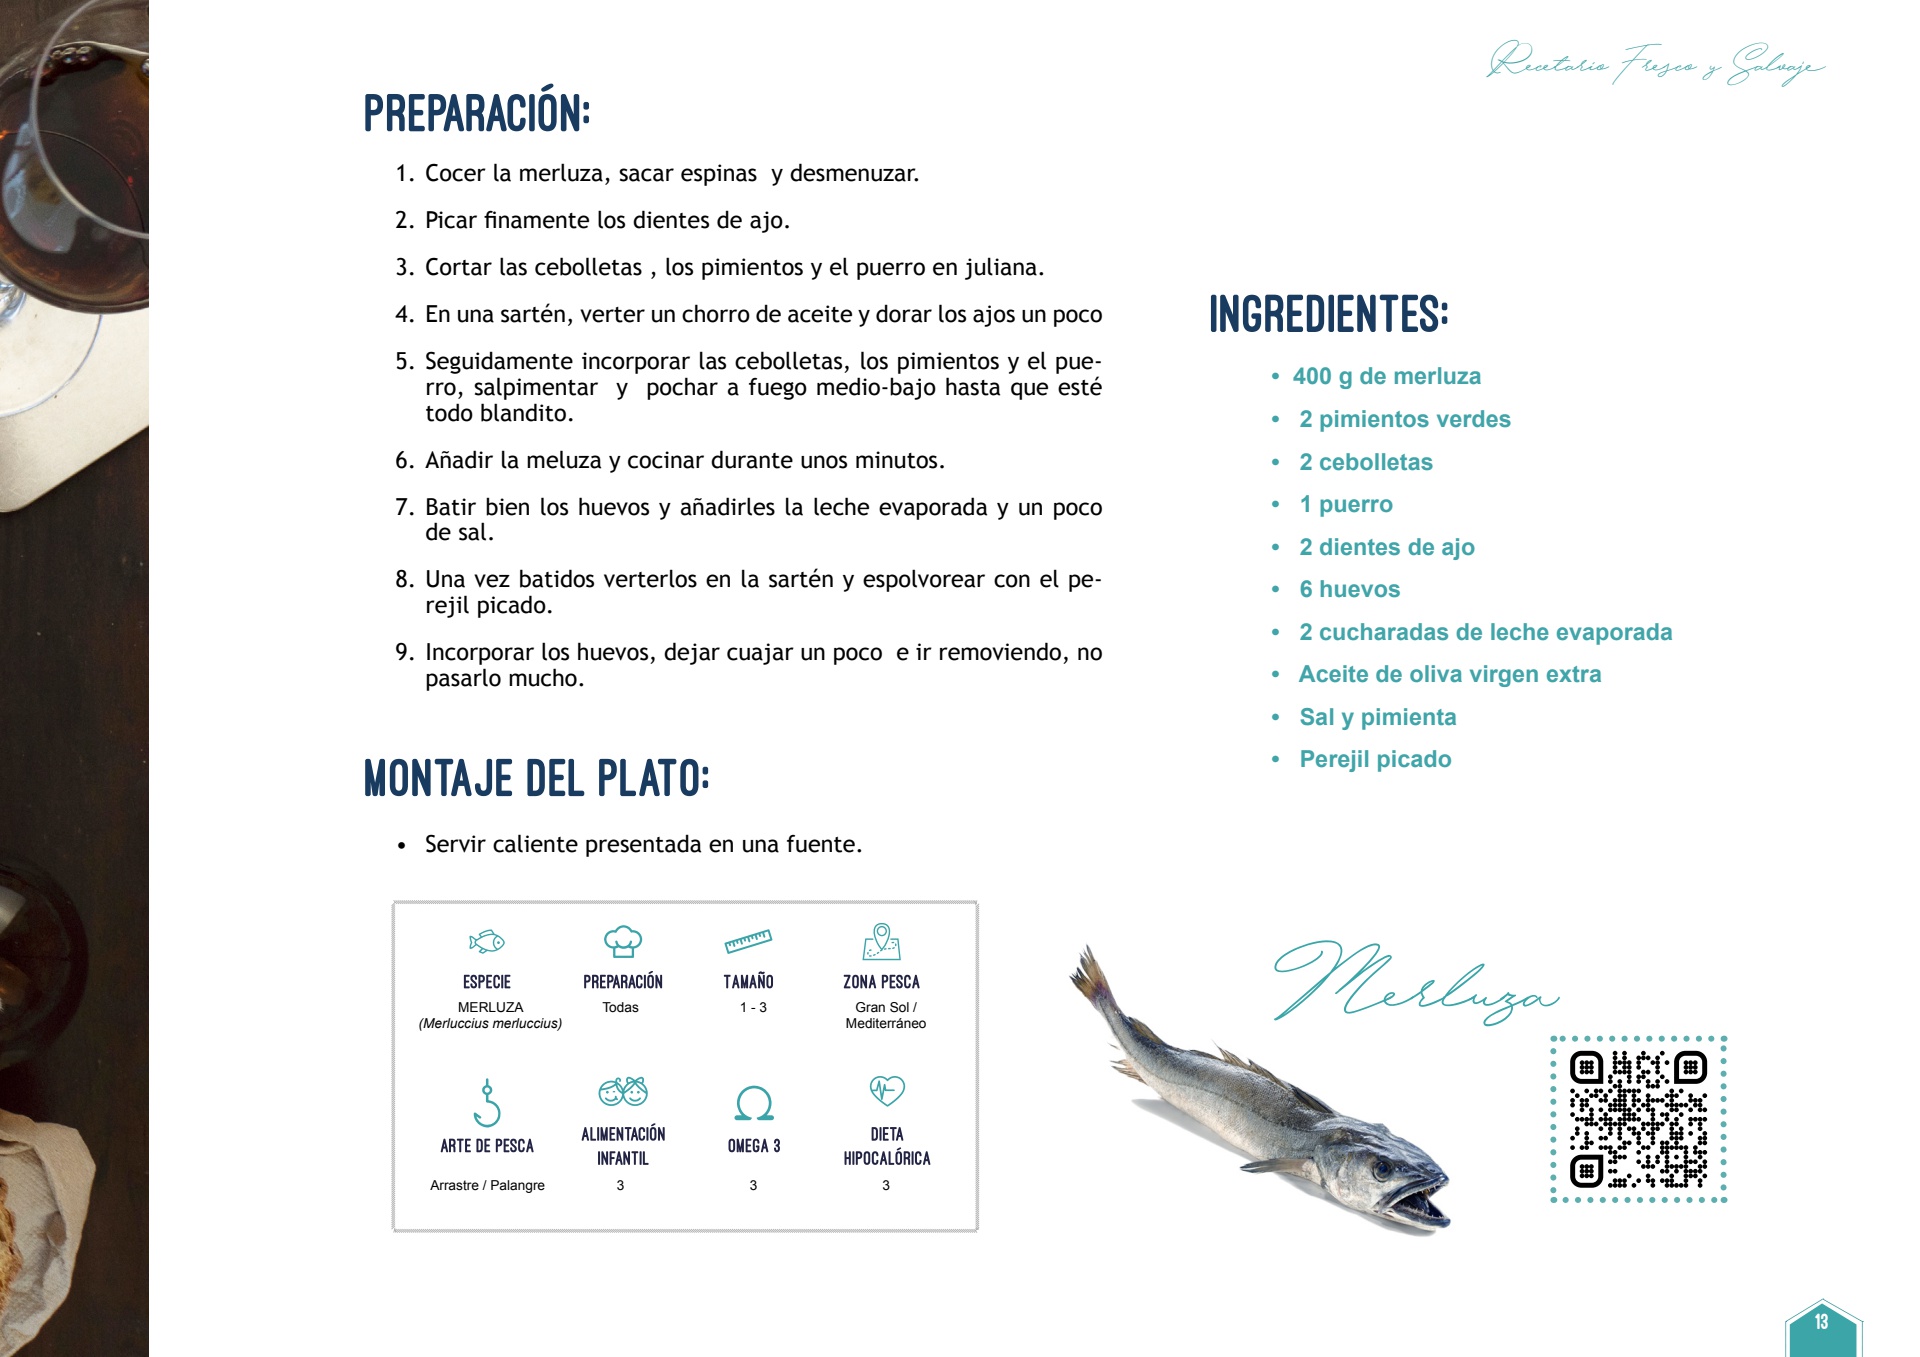 Recetario Fresco y Salvaje
PREPARACIÓN:
1. Cocer la merluza, sacar espinas  y desmenuzar.
2. Picar finamente los dientes de ajo.
3. Cortar las cebolletas , los pimientos y el puerro en juliana.
4. En una sartén, verter un chorro de aceite y dorar los ajos un poco
5. Seguidamente incorporar las cebolletas, los pimientos y el pue-
rro, salpimentar  y  pochar a fuego medio-bajo hasta que esté
todo blandito.
6. Añadir la meluza y cocinar durante unos minutos.
7. Batir bien los huevos y añadirles la leche evaporada y un poco
de sal.
8. Una vez batidos verterlos en la sartén y espolvorear con el pe-
rejil picado.
9. Incorporar los huevos, dejar cuajar un poco  e ir removiendo, no
pasarlo mucho.
MONTAJE DEL PLATO:
• Servir caliente presentada en una fuente.
INGREDIENTES:
• 400 g de merluza
• 2 pimientos verdes
• 2 cebolletas
• 1 puerro
• 2 dientes de ajo
• 6 huevos
• 2 cucharadas de leche evaporada
• Aceite de oliva virgen extra
• Sal y pimienta
• Perejil picado
ESPECIE
MERLUZA
(Merluccius merluccius)
PREPARACIÓN
Todas
TAMAÑO
1 - 3
ZONA PESCA
Gran Sol /
Mediterráneo
ARTE DE PESCA
Arrastre / Palangre
ALIMENTACIÓN
INFANTIL
3
OMEGA 3
3
DIETA
HIPOCALÓRICA
3
Merluza
13